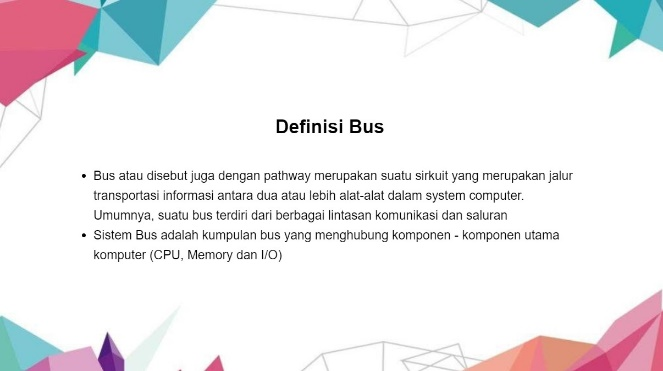 Definisi Bus
• Bus atau disebut juga dengan pathway merupakan suatu sirkuit yang merupakan jalur
transportasi informasi antara dua atau lebih alat-alat dalam system computer.
Umumnya, suatu bus terdiri dari berbagai lintasan komunikasi dan saluran
• Sistem Bus adalah kumpulan bus yang menghubung komponen - komponen utama
komputer (CPU, Memory dan I/O)